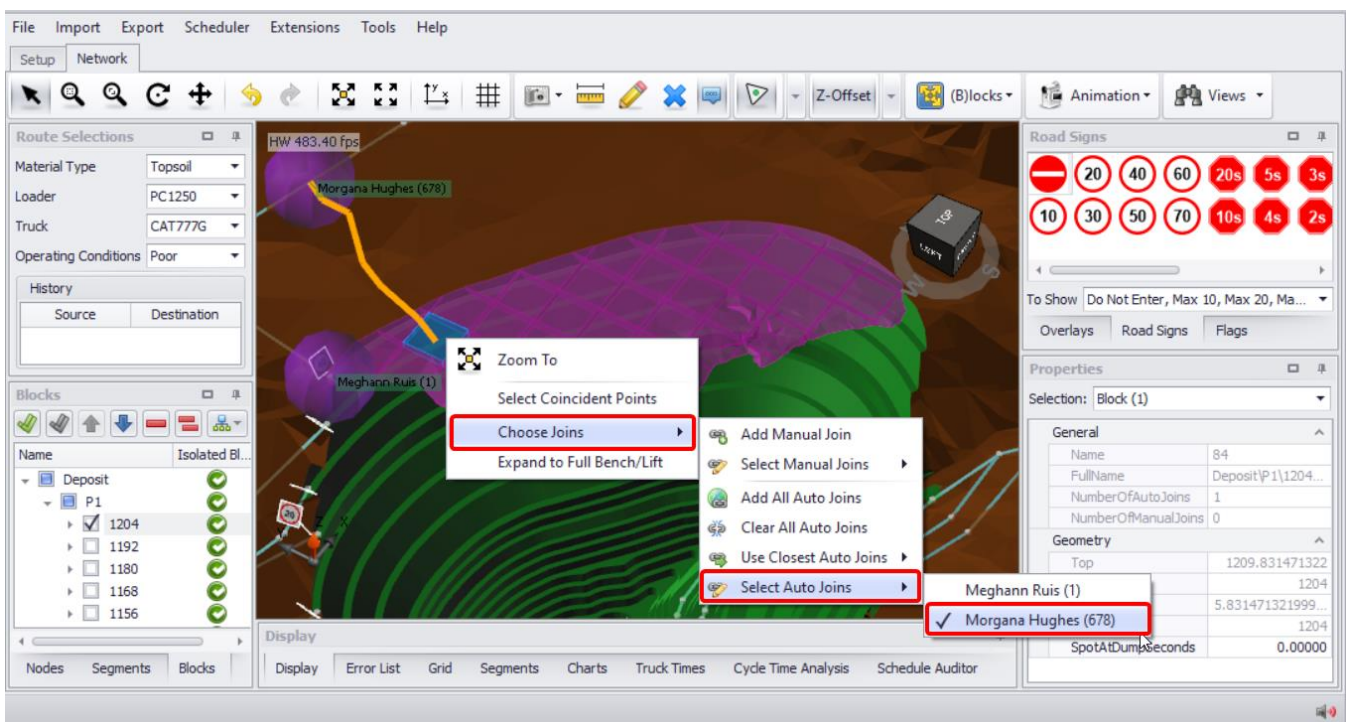 File Import Export Scheduler Extensions Tools Help
Setup Network
Z-Offset (B)locks Animation Views
Route Selections
Material Type Topsoil
Loader PC1250
Truck CAT777G
Operating Conditions Poor
History
Source Destination
Blocks
Name Isolated Bl...
Deposit
P1
1204
1192
1180
1168
1156
Nodes Segments Blocks
HW 483.40 fps
Morgana Hughes (678)
Meghann Ruis (1)
TOP
LEFT
W
S
20
Z X
Zoom To
Select Coincident Points
Choose Joins
Expand to Full Bench/Lift
Add Manual Join
Select Manual Joins
Add All Auto Joins
Clear All Auto Joins
Use Closest Auto Joins
Select Auto Joins
Meghann Ruis (1)
Morgana Hughes (678)
Display
Display Error List Grid Segments Charts Truck Times Cycle Time Analysis Schedule Auditor
Road Signs
20 40 60 20s 5s 3s
10 30 50 70 10s 4s 2s
To Show Do Not Enter, Max 10, Max 20, Ma...
Overlays Road Signs Flags
Properties
Selection: Block (1)
General
Name 84
FullName Deposit\P1\1204...
NumberOfAutoJoins 1
NumberOfManualJoins 0
Geometry
Top 1209.831471322
1204
5.831471321999...
1204
SpotAtDumpSeconds 0.00000